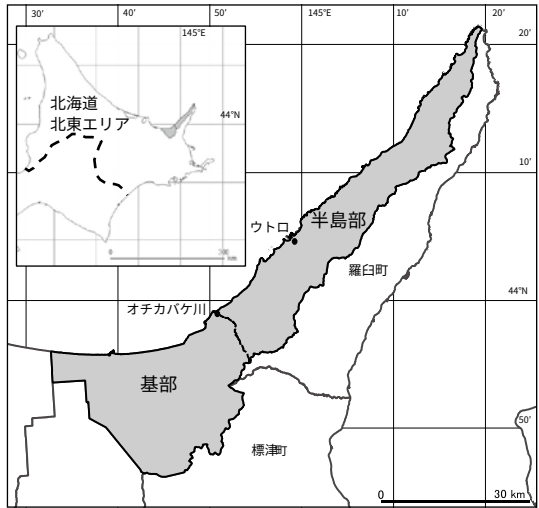 30′
40′
50′
145°E
10′
20′
145°E
20′
北海道
北東エリア
44°N
10′
ウトロ
半島部
羅臼町
44°N
オチカバケ川
基部
50′
標津町
0
30 km